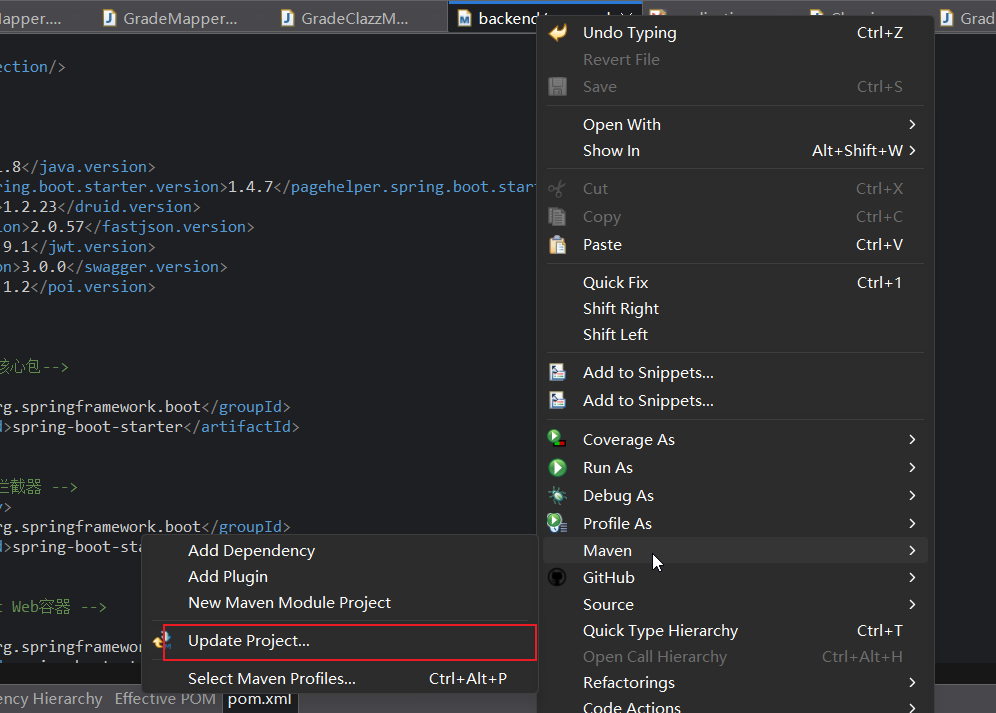 apper....
GradeMapper...
GradeClazzM...
backend
Grad
ection/>
.8</java.version>
ring.boot.starter.version>1.4.7</pagehelper.spring.boot.start
1.2.23</druid.version>
ion>2.0.57</fastjson.version>
9.1</jwt.version>
on>3.0.0</swagger.version>
1.2</poi.version>
核心包-->
rg.springframework.boot</groupId>
d>spring-boot-starter</artifactId>
拦截器 -->
y>
rg.springframework.boot</groupId>
d>spring-boot-sta
t Web容器 -->
rg.springframewor
ency Hierarchy
Effective POM
pom.xml
Undo Typing Ctrl+Z
Revert File
Save Ctrl+S
Open With
Show In Alt+Shift+W
Cut Ctrl+X
Copy Ctrl+C
Paste Ctrl+V
Quick Fix Ctrl+1
Shift Right
Shift Left
Add to Snippets...
Add to Snippets...
Coverage As
Run As
Debug As
Profile As
Maven
GitHub
Source
Quick Type Hierarchy Ctrl+T
Open Call Hierarchy Ctrl+Alt+H
Refactorings
Code Actions
Add Dependency
Add Plugin
New Maven Module Project
Update Project...
Select Maven Profiles... Ctrl+Alt+P